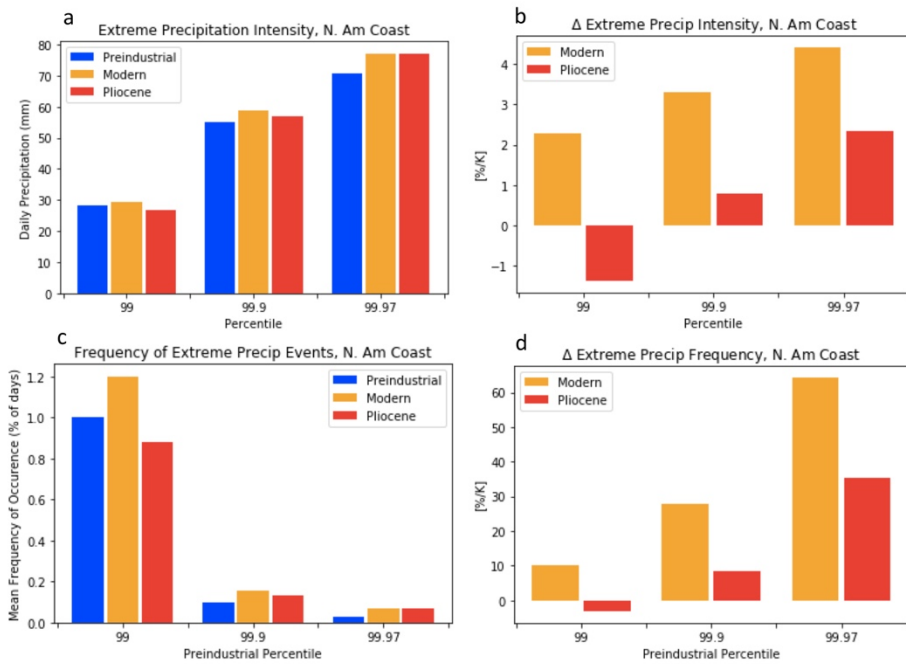 a
Extreme Precipitation Intensity, N. Am Coast
80
70
60
50
40
30
20
10
0
Daily Precipitation (mm)
Preindustrial
Modern
Pliocene
99
99.9
99.97
Percentile
b
Δ Extreme Precip Intensity, N. Am Coast
4
3
2
1
0
−1
[%/K]
Modern
Pliocene
99
99.9
99.97
Percentile
c
Frequency of Extreme Precip Events, N. Am Coast
1.2
1.0
0.8
0.6
0.4
0.2
0.0
Mean Frequency of Occurence (% of days)
Preindustrial
Modern
Pliocene
99
99.9
99.97
Preindustrial Percentile
d
Δ Extreme Precip Frequency, N. Am Coast
60
50
40
30
20
10
0
[%/K]
Modern
Pliocene
99
99.9
99.97
Preindustrial Percentile